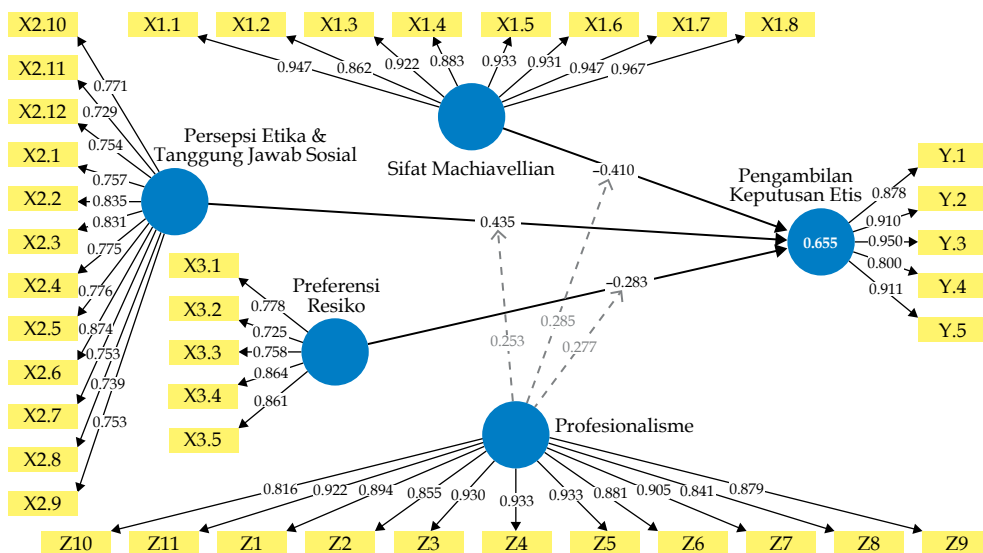 X2.10
X1.1
X1.2
X1.3
X1.4
X1.5
X1.6
X1.7
X1.8
0.947
0.862
0.922
0.883
0.933
0.931
0.947
0.967
X2.11
X2.12
X2.1
X2.2
X2.3
X2.4
X2.5
X2.6
X2.7
X2.8
X2.9
0.771
0.729
0.754
0.757
0.835
0.831
0.775
0.776
0.874
0.753
0.739
0.753
Persepsi Etika &
Tanggung Jawab Sosial
Sifat Machiavellian
–0.410
0.435
–0.283
Pengambilan
Keputusan Etis
0.655
Y.1
Y.2
Y.3
Y.4
Y.5
0.878
0.910
0.950
0.800
0.911
X3.1
X3.2
X3.3
X3.4
X3.5
0.778
0.725
0.758
0.864
0.861
Preferensi
Resiko
0.253
0.285
0.277
Profesionalisme
0.816
0.922
0.894
0.855
0.930
0.933
0.933
0.881
0.905
0.841
0.879
Z10
Z11
Z1
Z2
Z3
Z4
Z5
Z6
Z7
Z8
Z9